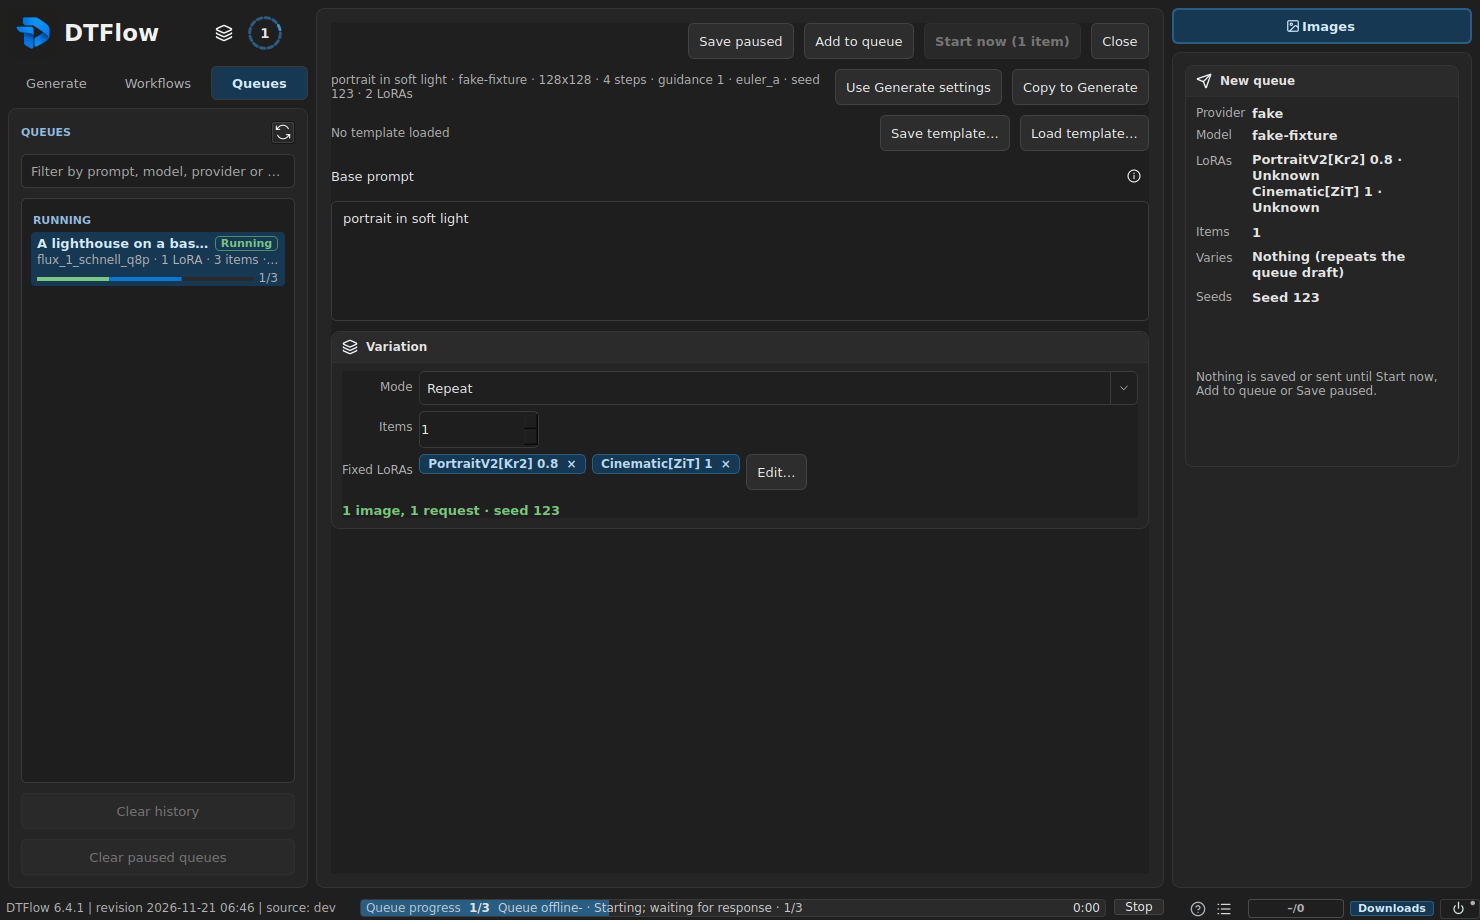 DTFlow
1
Generate
Workflows
Queues
QUEUES
Filter by prompt, model, provider or ...
RUNNING
A lighthouse on a bas...
Running
flux_1_schnell_q8p · 1 LoRA · 3 items ·...
1/3
Clear history
Clear paused queues
Save paused
Add to queue
Start now (1 item)
Close
portrait in soft light · fake-fixture · 128x128 · 4 steps · guidance 1 · euler_a · seed
123 · 2 LoRAs
Use Generate settings
Copy to Generate
No template loaded
Save template...
Load template...
Base prompt
portrait in soft light
Variation
Mode
Repeat
Items
1
Fixed LoRAs
PortraitV2[Kr2] 0.8 ×
Cinematic[ZiT] 1 ×
Edit...
1 image, 1 request · seed 123
Images
New queue
Provider fake
Model fake-fixture
LoRAs PortraitV2[Kr2] 0.8 ·
Unknown
Cinematic[ZiT] 1 ·
Unknown
Items 1
Varies Nothing (repeats the
queue draft)
Seeds Seed 123
Nothing is saved or sent until Start now,
Add to queue or Save paused.
DTFlow 6.4.1 | revision 2026-11-21 06:46 | source: dev
Queue progress 1/3 Queue offline- · Starting; waiting for response · 1/3
0:00
Stop
-/0
Downloads